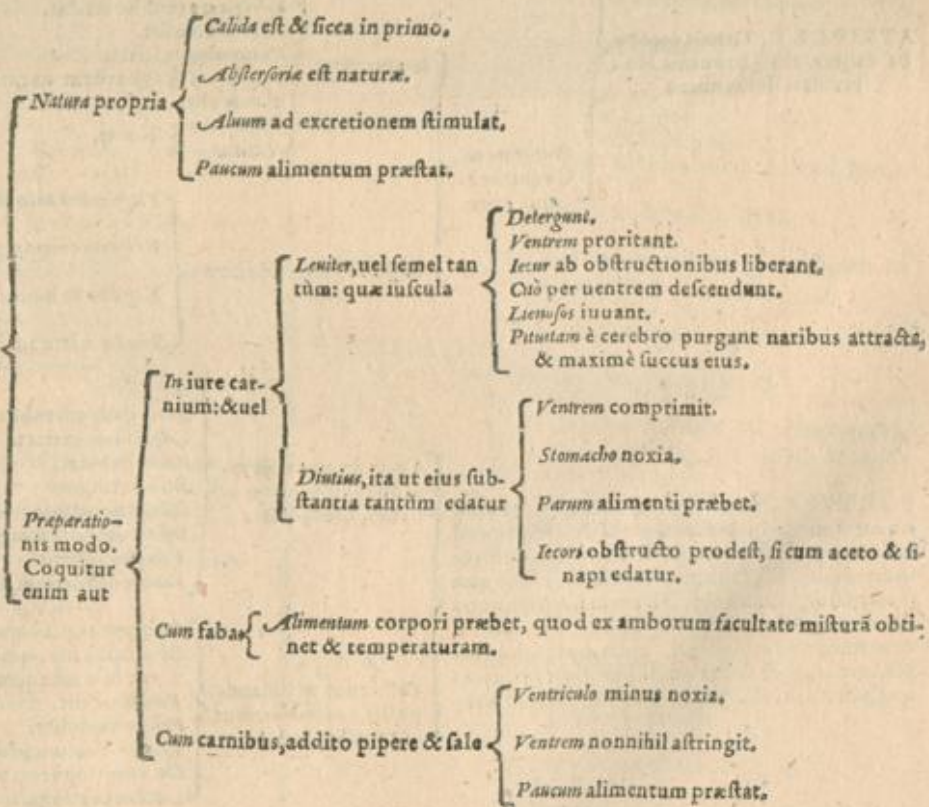 Calida est & sicca in primo.
Abstersoriæ est naturæ.
Natura propria
Aluum ad excretionem stimulat.
Paucum alimentum præstat.
Detergunt.
Ventrem proritant.
Leniter, uel semel tan
tùm: quæ iuscula
Iecur ab obstructionibus liberant.
Citò per uentrem descendunt.
Lienosos iuuant.
Pituitam è cerebro purgant naribus attracta,
& maximè succus eius.
In iure car-
nium: & uel
Ventrem comprimit.
Stomacho noxia.
Diutius, ita ut eius sub-
stantia tantùm edatur
Parum alimenti præbet.
Iecori obstructo prodest, si cum aceto & si-
napi edatur.
Præparatio-
nis modo.
Coquitur
enim aut
Cum fabas
Alimentum corpori præbet, quod ex amborum facultate misturã obti-
net & temperaturam.
Ventriculo minus noxia.
Cum carnibus, addito pipere & sale
Ventrem nonnihil astringit.
Paucum alimentum præstat.